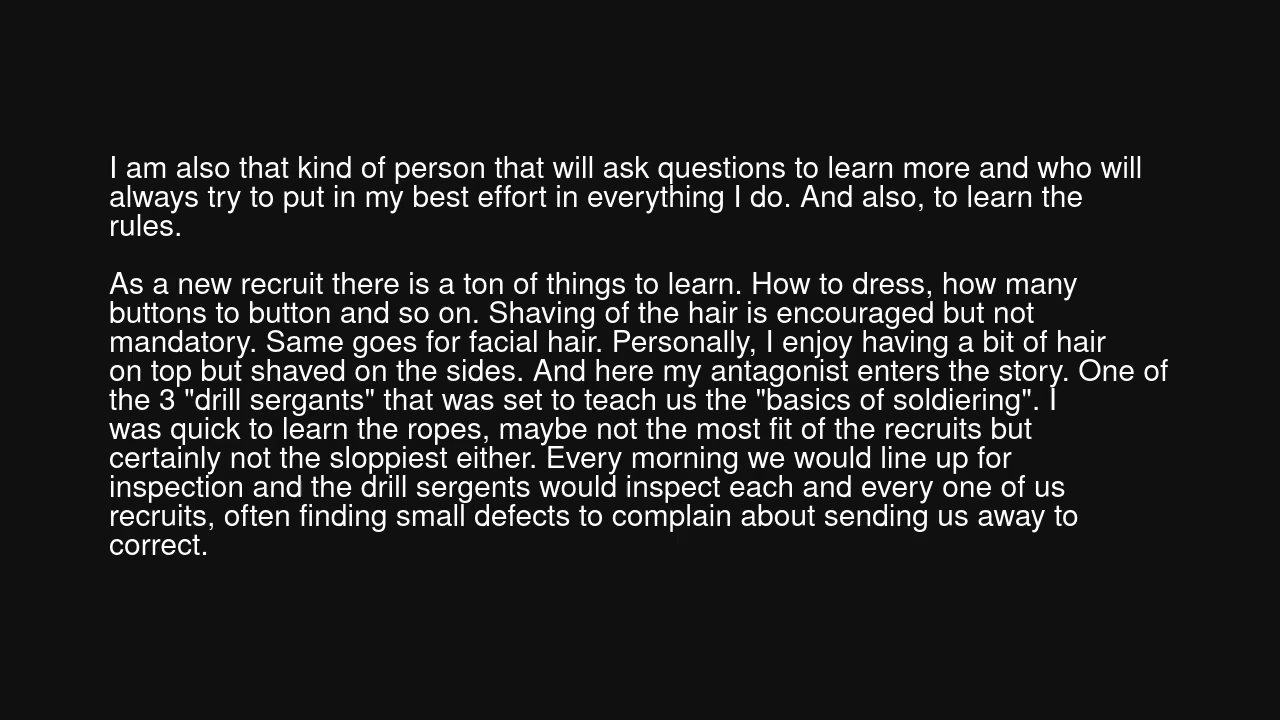 I am also that kind of person that will ask questions to learn more and who will
always try to put in my best effort in everything I do. And also, to learn the
rules.
As a new recruit there is a ton of things to learn. How to dress, how many
buttons to button and so on. Shaving of the hair is encouraged but not
mandatory. Same goes for facial hair. Personally, I enjoy having a bit of hair
on top but shaved on the sides. And here my antagonist enters the story. One of
the 3 "drill sergants" that was set to teach us the "basics of soldiering". I
was quick to learn the ropes, maybe not the most fit of the recruits but
certainly not the sloppiest either. Every morning we would line up for
inspection and the drill sergents would inspect each and every one of us
recruits, often finding small defects to complain about sending us away to
correct.